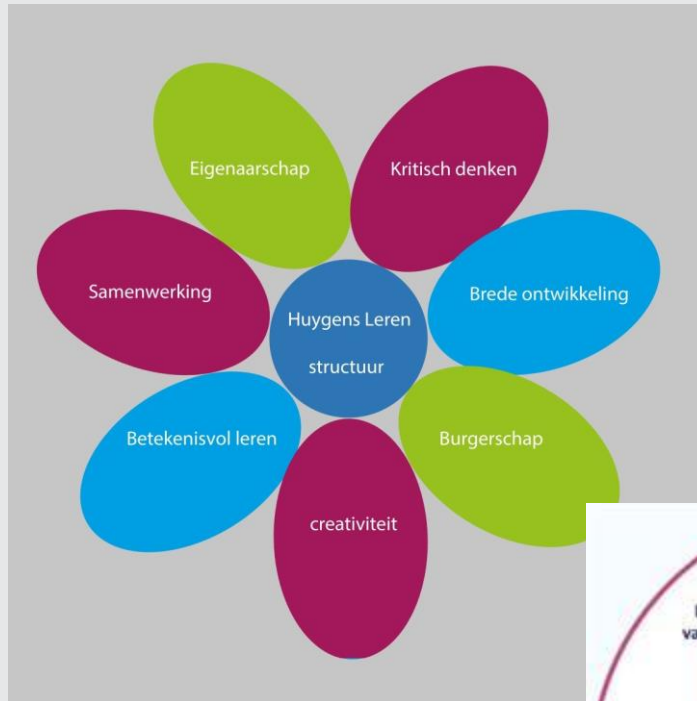 Eigenaarschap
Kritisch denken
Samenwerking
Brede ontwikkeling
Huygens Leren
structuur
Betekenisvol leren
Burgerschap
creativiteit